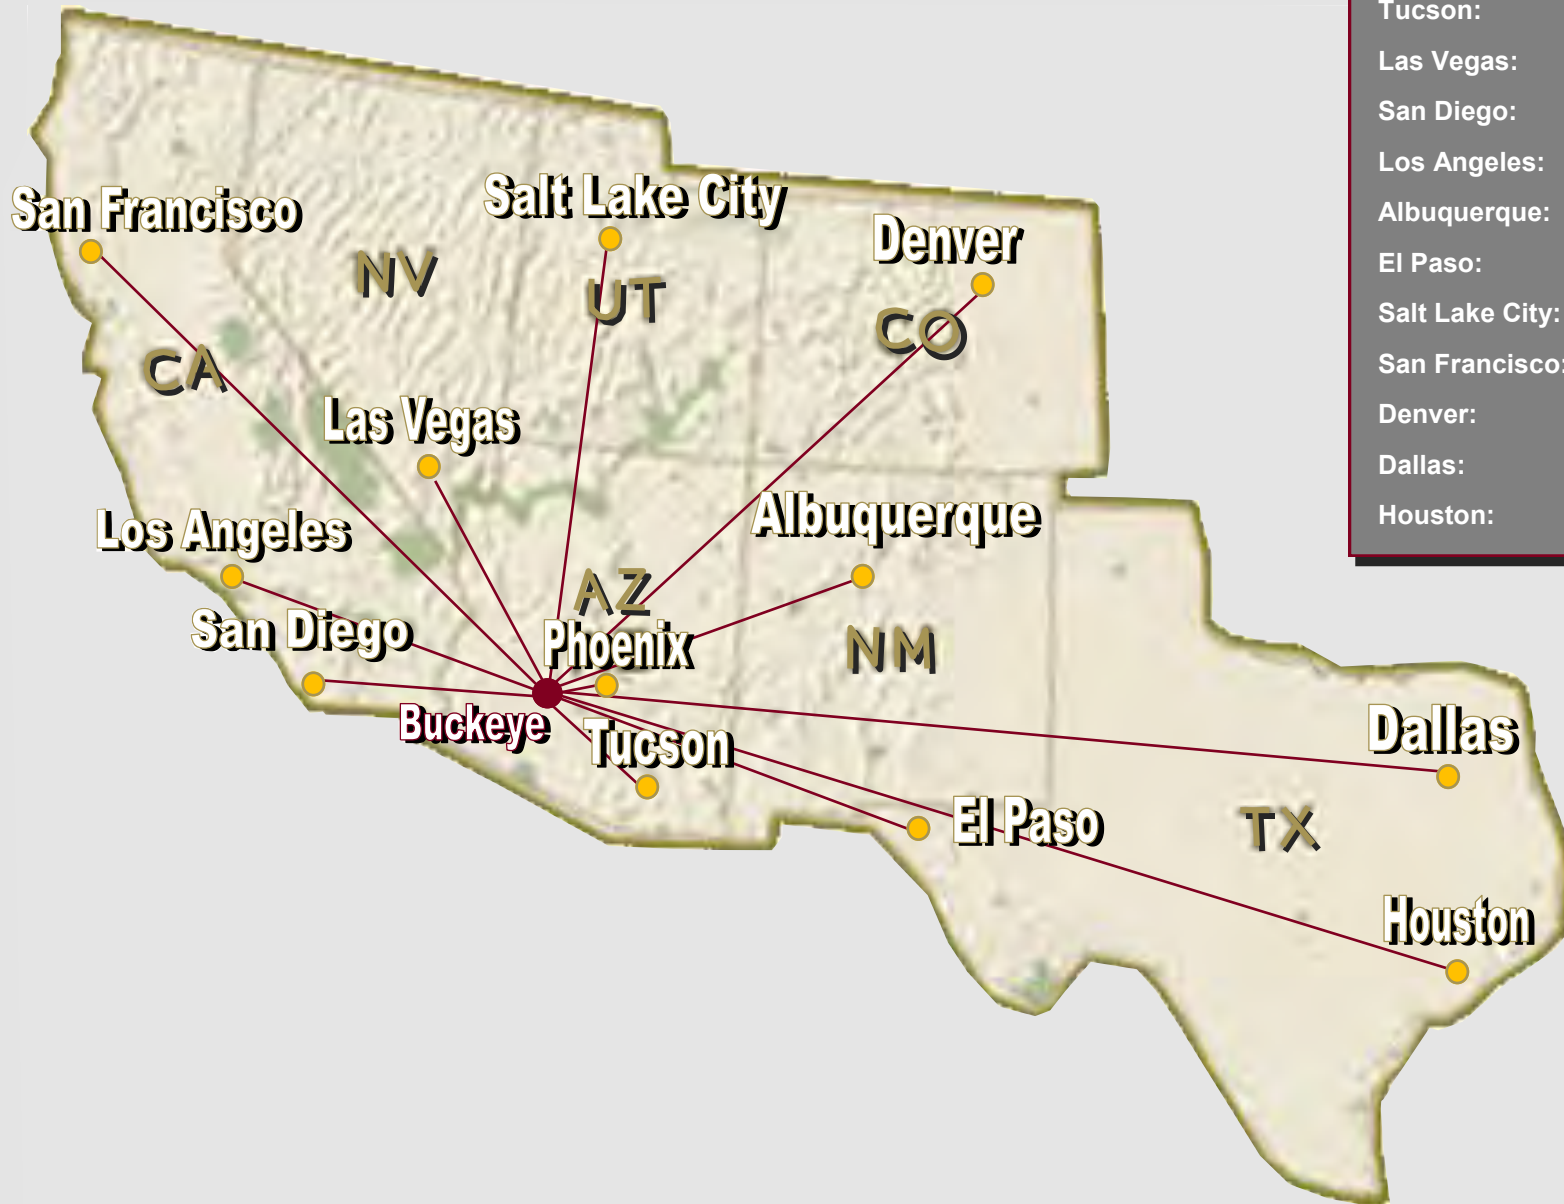 Tucson:
Las Vegas:
San Diego:
Los Angeles:
Albuquerque:
El Paso:
Salt Lake City:
San Francisco:
Denver:
Dallas:
Houston:
San Francisco
Salt Lake City
Denver
NV
UT
CO
CA
Las Vegas
Albuquerque
Los Angeles
AZ
San Diego
Phoenix
NM
Buckeye
Tucson
Dallas
El Paso
TX
Houston